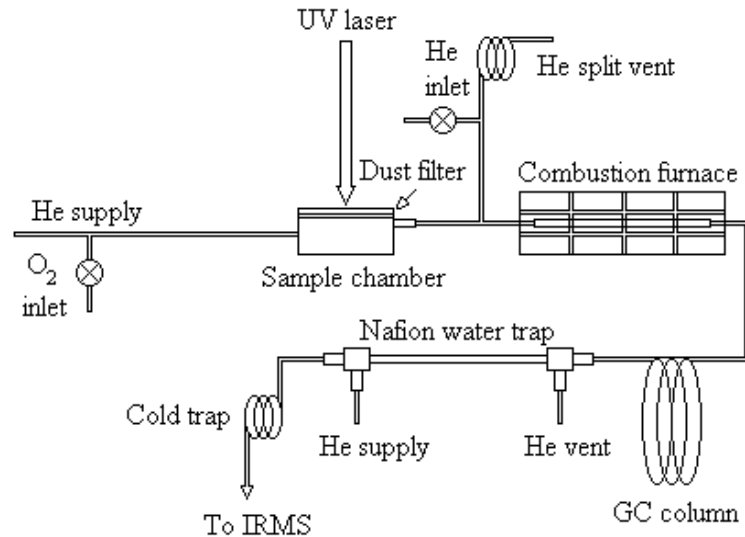 UV laser
He
inlet
He split vent
Dust filter
Combustion furnace
He supply
O2
inlet
Sample chamber
Nafion water trap
Cold trap
He supply
He vent
To IRMS
GC column